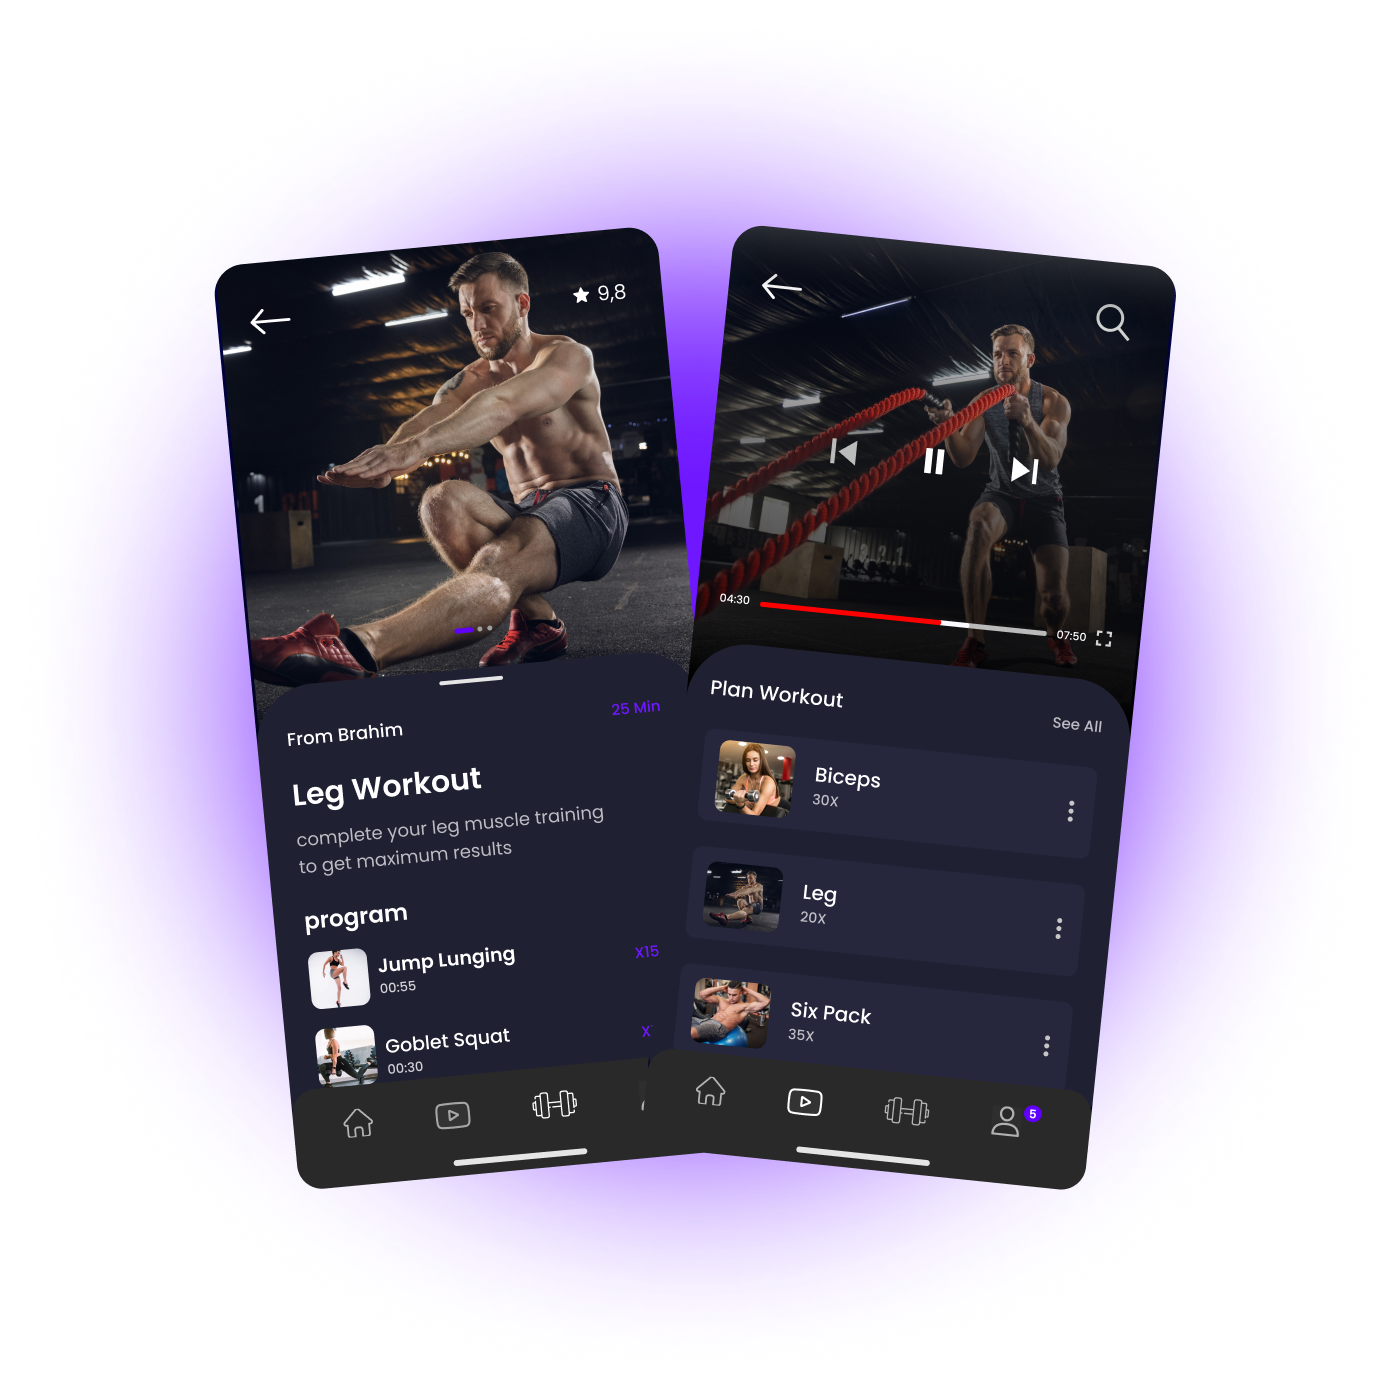 9,8
From Brahim
25 Min
Leg Workout
complete your leg muscle training
to get maximum results
program
Jump Lunging
00:55
X15
Goblet Squat
00:30
04:30
07:50
Plan Workout
See All
Biceps
30X
Leg
20X
Six Pack
35X
5